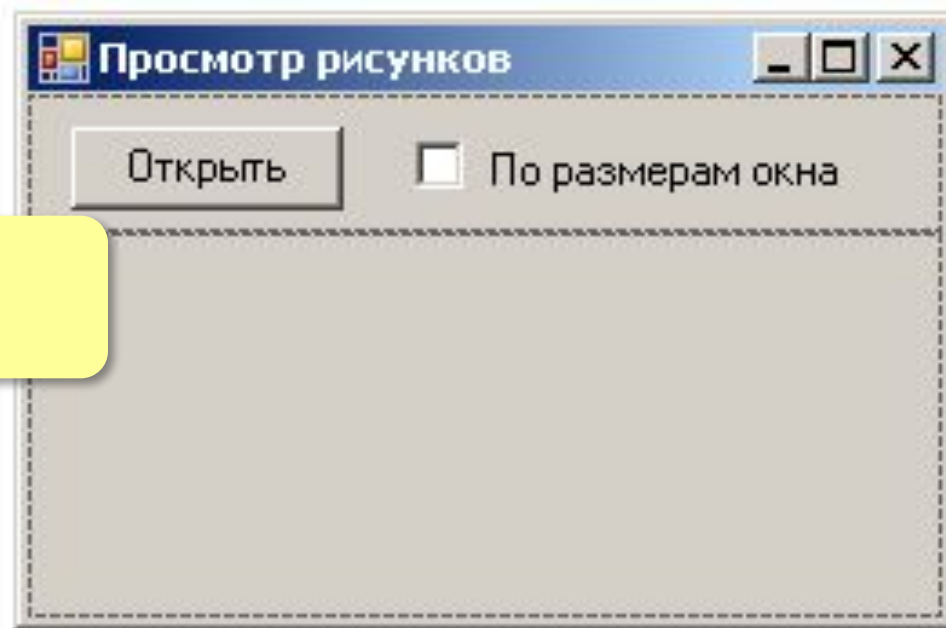 Просмотр рисунков
Открыть
По размерам окна